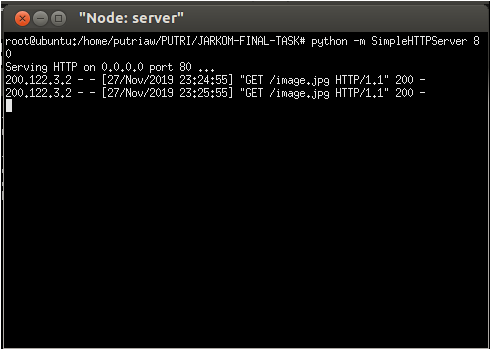 "Node: server"
root@ubuntu:/home/putriaw/PUTRI/JARKOM-FINAL-TASK# python -m SimpleHTTPServer 8
0
Serving HTTP on 0.0.0.0 port 80 ...
200.122.3.2 - - [27/Nov/2019 23:24:55] "GET /image.jpg HTTP/1.1" 200 -
200.122.3.2 - - [27/Nov/2019 23:25:55] "GET /image.jpg HTTP/1.1" 200 -